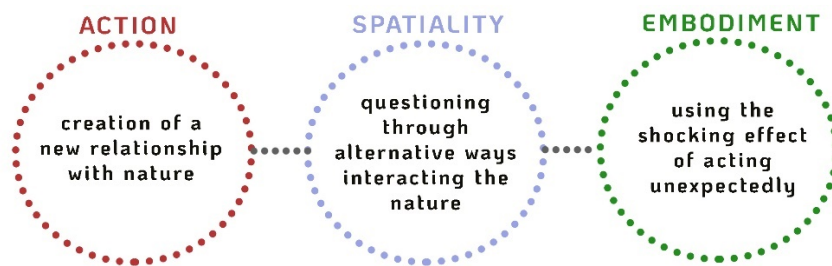 ACTION
creation of a
new relationship
with nature
SPATIALITY
questioning
through
alternative ways
interacting the
nature
EMBODIMENT
using the
shocking effect
of acting
unexpectedly